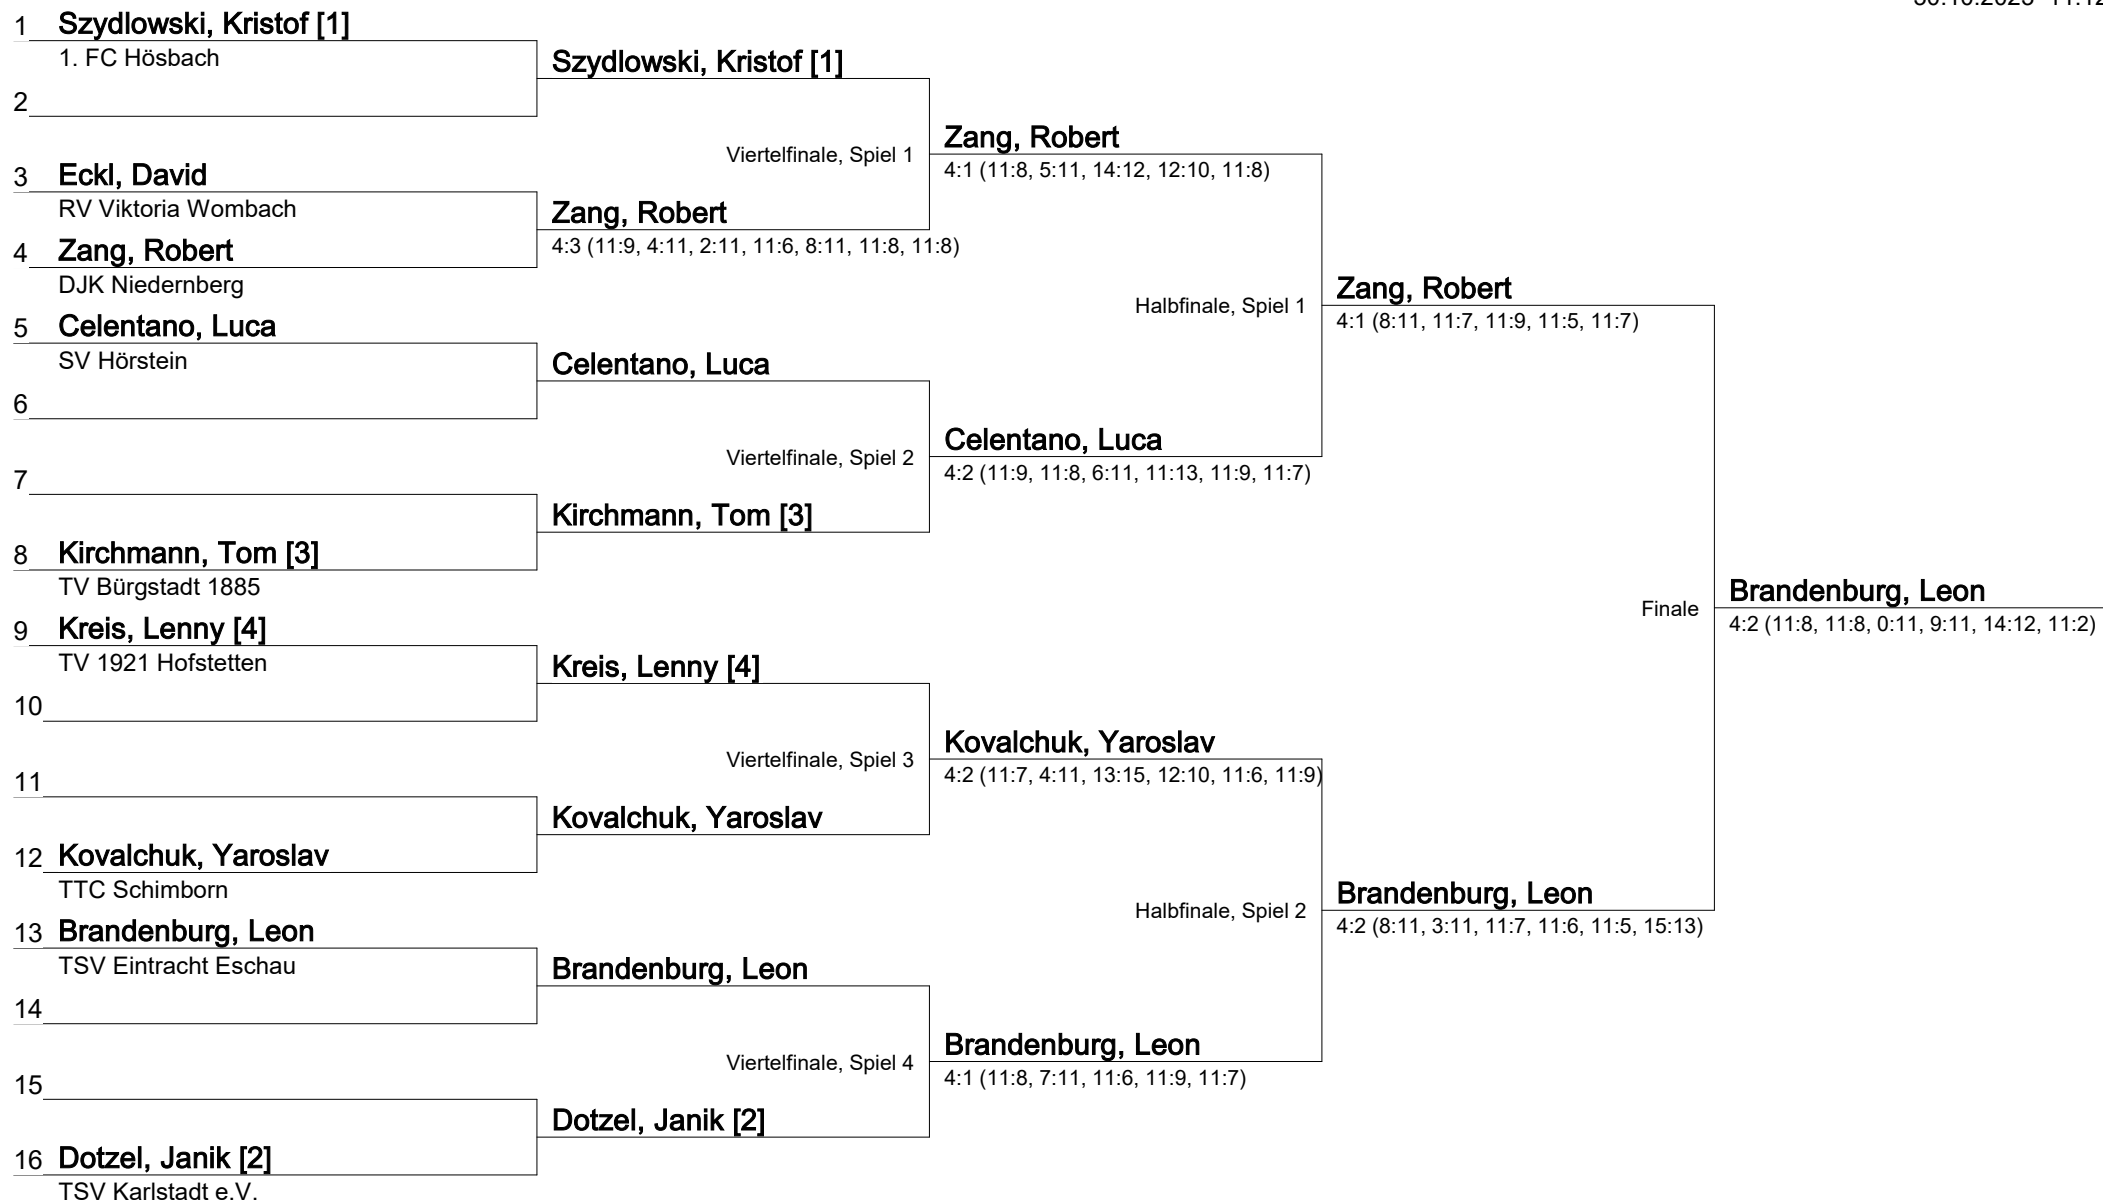 1 Szydlowski, Kristof [1]
1. FC Hösbach
2
3 Eckl, David
RV Viktoria Wombach
4 Zang, Robert
DJK Niedernberg
5 Celentano, Luca
SV Hörstein
6
7
8 Kirchmann, Tom [3]
TV Bürgstadt 1885
9 Kreis, Lenny [4]
TV 1921 Hofstetten
10
11
12 Kovalchuk, Yaroslav
TTC Schimborn
13 Brandenburg, Leon
TSV Eintracht Eschau
14
15
16 Dotzel, Janik [2]
TSV Karlstadt e.V.
Szydlowski, Kristof [1]
Viertelfinale, Spiel 1
Zang, Robert
4:3 (11:9, 4:11, 2:11, 11:6, 8:11, 11:8, 11:8)
Celentano, Luca
Viertelfinale, Spiel 2
Kirchmann, Tom [3]
Kreis, Lenny [4]
Viertelfinale, Spiel 3
Kovalchuk, Yaroslav
Brandenburg, Leon
Viertelfinale, Spiel 4
Dotzel, Janik [2]
Zang, Robert
4:1 (11:8, 5:11, 14:12, 12:10, 11:8)
Halbfinale, Spiel 1
Celentano, Luca
4:2 (11:9, 11:8, 6:11, 11:13, 11:9, 11:7)
Kovalchuk, Yaroslav
4:2 (11:7, 4:11, 13:15, 12:10, 11:6, 11:9)
Halbfinale, Spiel 2
Brandenburg, Leon
4:1 (11:8, 7:11, 11:6, 11:9, 11:7)
Zang, Robert
4:1 (8:11, 11:7, 11:9, 11:5, 11:7)
Finale
Brandenburg, Leon
4:2 (8:11, 3:11, 11:7, 11:6, 11:5, 15:13)
Brandenburg, Leon
4:2 (11:8, 11:8, 0:11, 9:11, 14:12, 11:2)